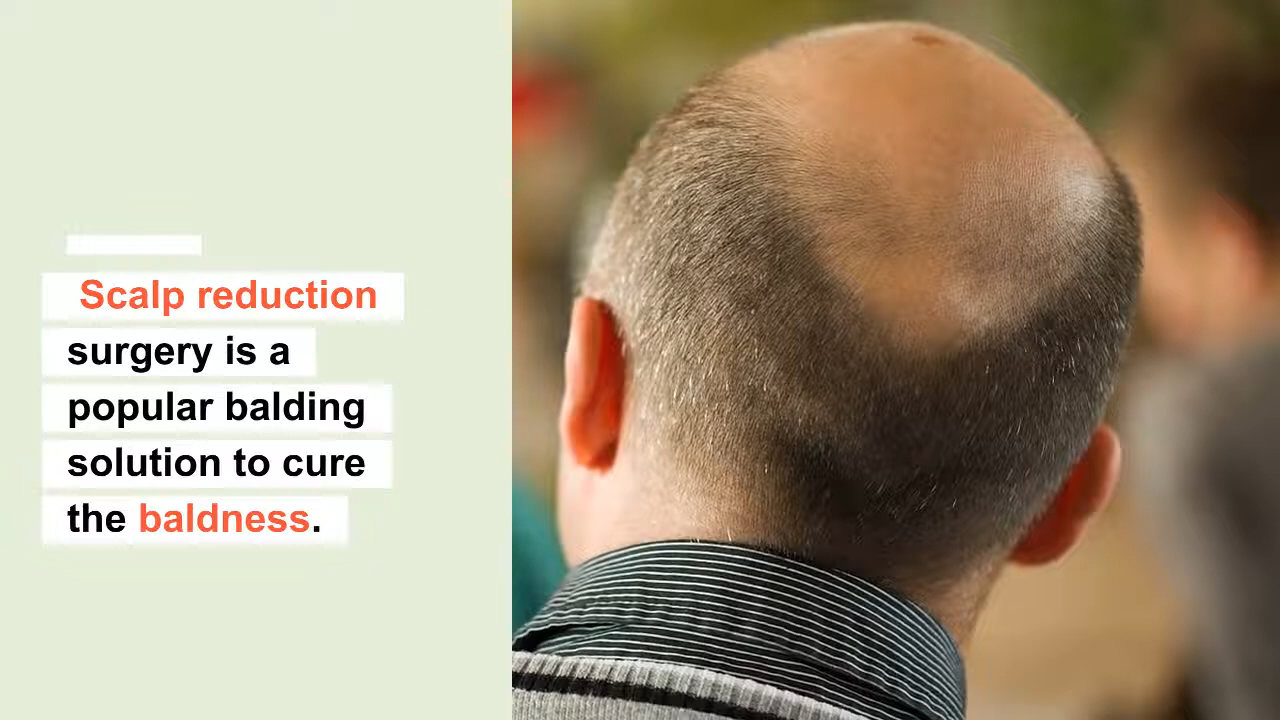 Scalp reduction
surgery is a
popular balding
solution to cure
the baldness.